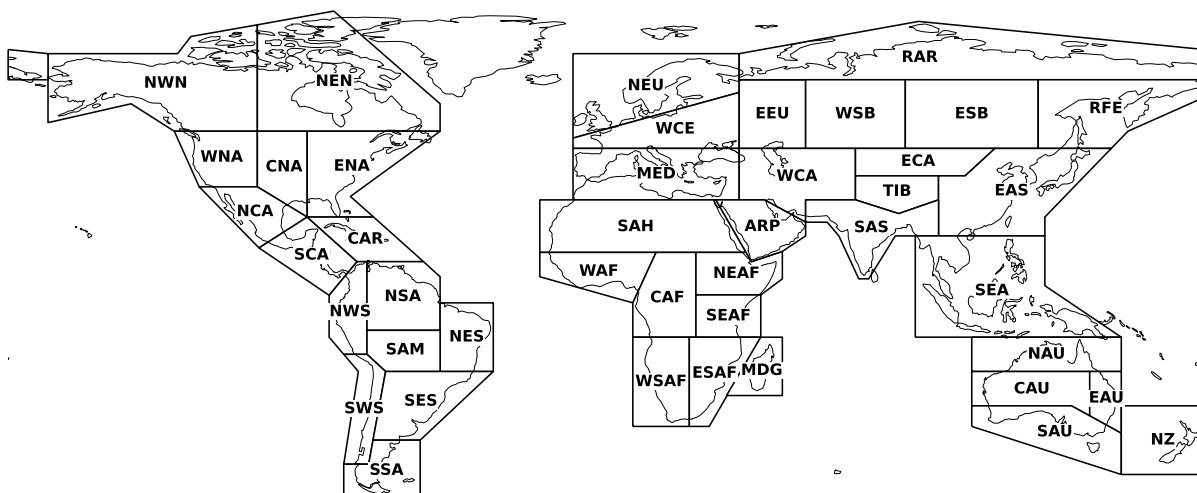 RAR
NWN
NEN
NEU
EEU
WSB
ESB
RFE
WCE
WNA
CNA
ENA
MED
WCA
ECA
TIB
EAS
NCA
CAR
SCA
SAH
ARP
SAS
WAF
NEAF
CAF
SEA
NSA
NWS
SEAF
NES
SAM
WSAF
ESAF
MDG
NAU
CAU
EAU
SWS
SES
SAU
NZ
SSA